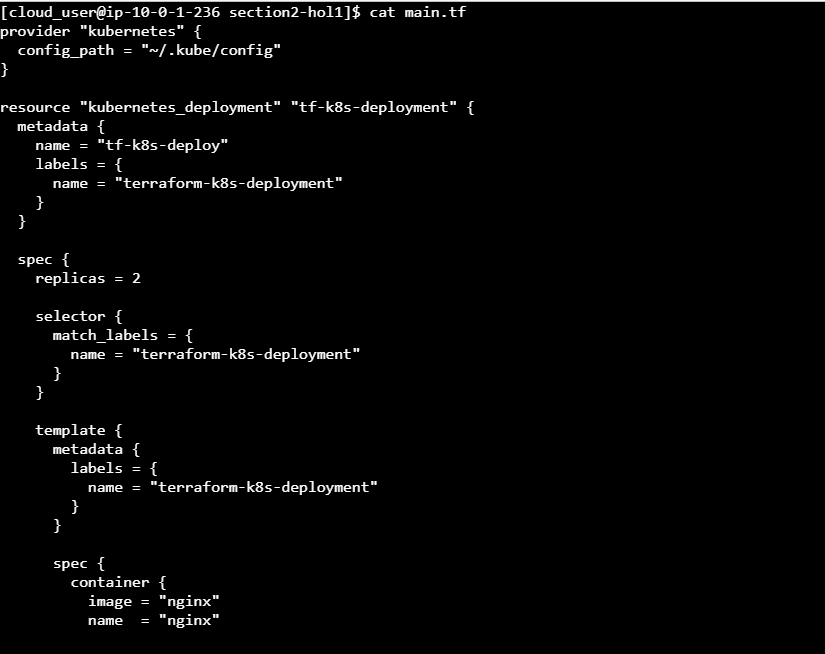 [cloud_user@ip-10-0-1-236 section2-hol1]$ cat main.tf
provider "kubernetes" {
  config_path = "~/.kube/config"
}

resource "kubernetes_deployment" "tf-k8s-deployment" {
  metadata {
    name = "tf-k8s-deploy"
    labels = {
      name = "terraform-k8s-deployment"
    }
  }

  spec {
    replicas = 2

    selector {
      match_labels = {
        name = "terraform-k8s-deployment"
      }
    }

    template {
      metadata {
        labels = {
          name = "terraform-k8s-deployment"
        }
      }

      spec {
        container {
          image = "nginx"
          name  = "nginx"